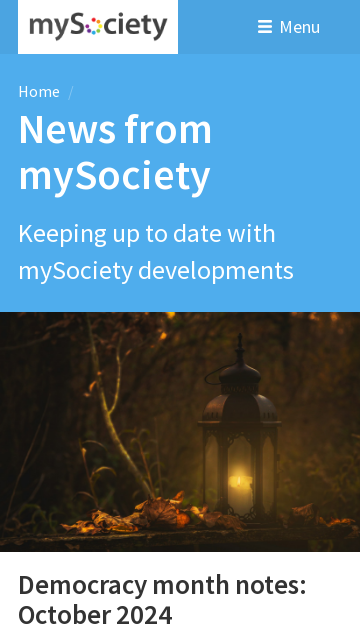 mySociety
Menu
Home /
News from
mySociety
Keeping up to date with
mySociety developments
Democracy month notes:
October 2024